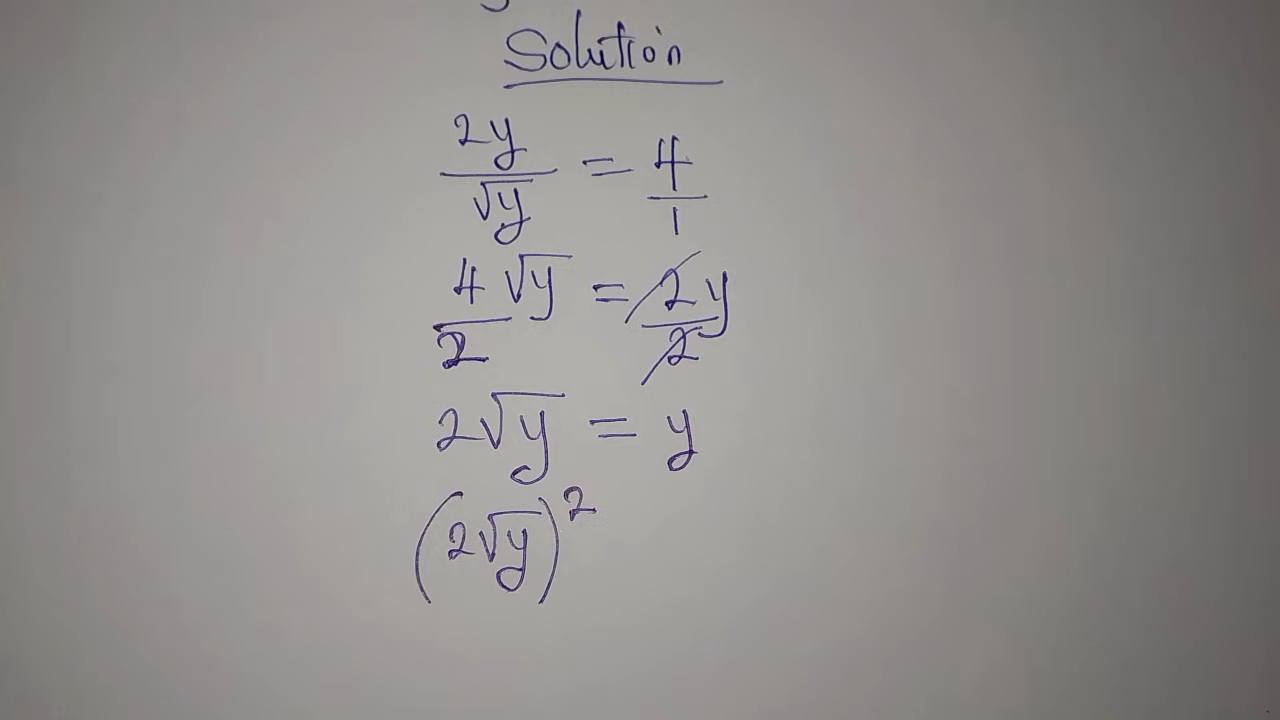 Solution
2y/√y = 4/1
4√y/2 = 2y/2
2√y = y
(2√y)²